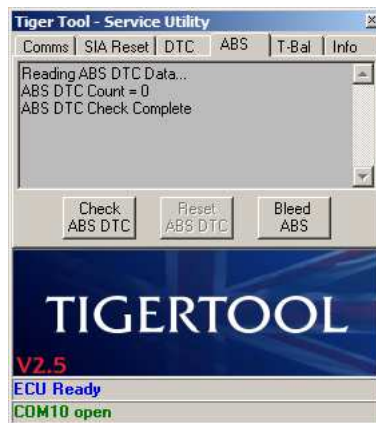 Tiger Tool - Service Utility
Comms SIA Reset DTC ABS T-Bal Info
Reading ABS DTC Data...
ABS DTC Count = 0
ABS DTC Check Complete
Check ABS DTC
Reset ABS DTC
Bleed ABS
TIGERTOOL
V2.5
ECU Ready
COM10 open